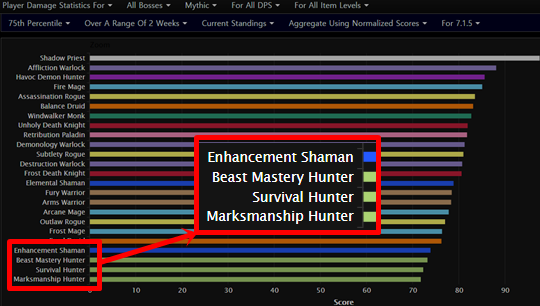 Player Damage Statistics For All Bosses Mythic For All DPS For All Item Levels
75th Percentile Over A Range Of 2 Weeks Current Standings Aggregate Using Normalized Scores For 7.1.5
Shadow Priest
Affliction Warlock
Havoc Demon Hunter
Fire Mage
Assassination Rogue
Balance Druid
Windwalker Monk
Unholy Death Knight
Retribution Paladin
Demonology Warlock
Subtlety Rogue
Destruction Warlock
Frost Death Knight
Elemental Shaman
Fury Warrior
Arms Warrior
Arcane Mage
Outlaw Rogue
Frost Mage
Enhancement Shaman
Beast Mastery Hunter
Survival Hunter
Marksmanship Hunter
Enhancement Shaman
Beast Mastery Hunter
Survival Hunter
Marksmanship Hunter
0 10 20 30 40 50 60 70 80 90
Score